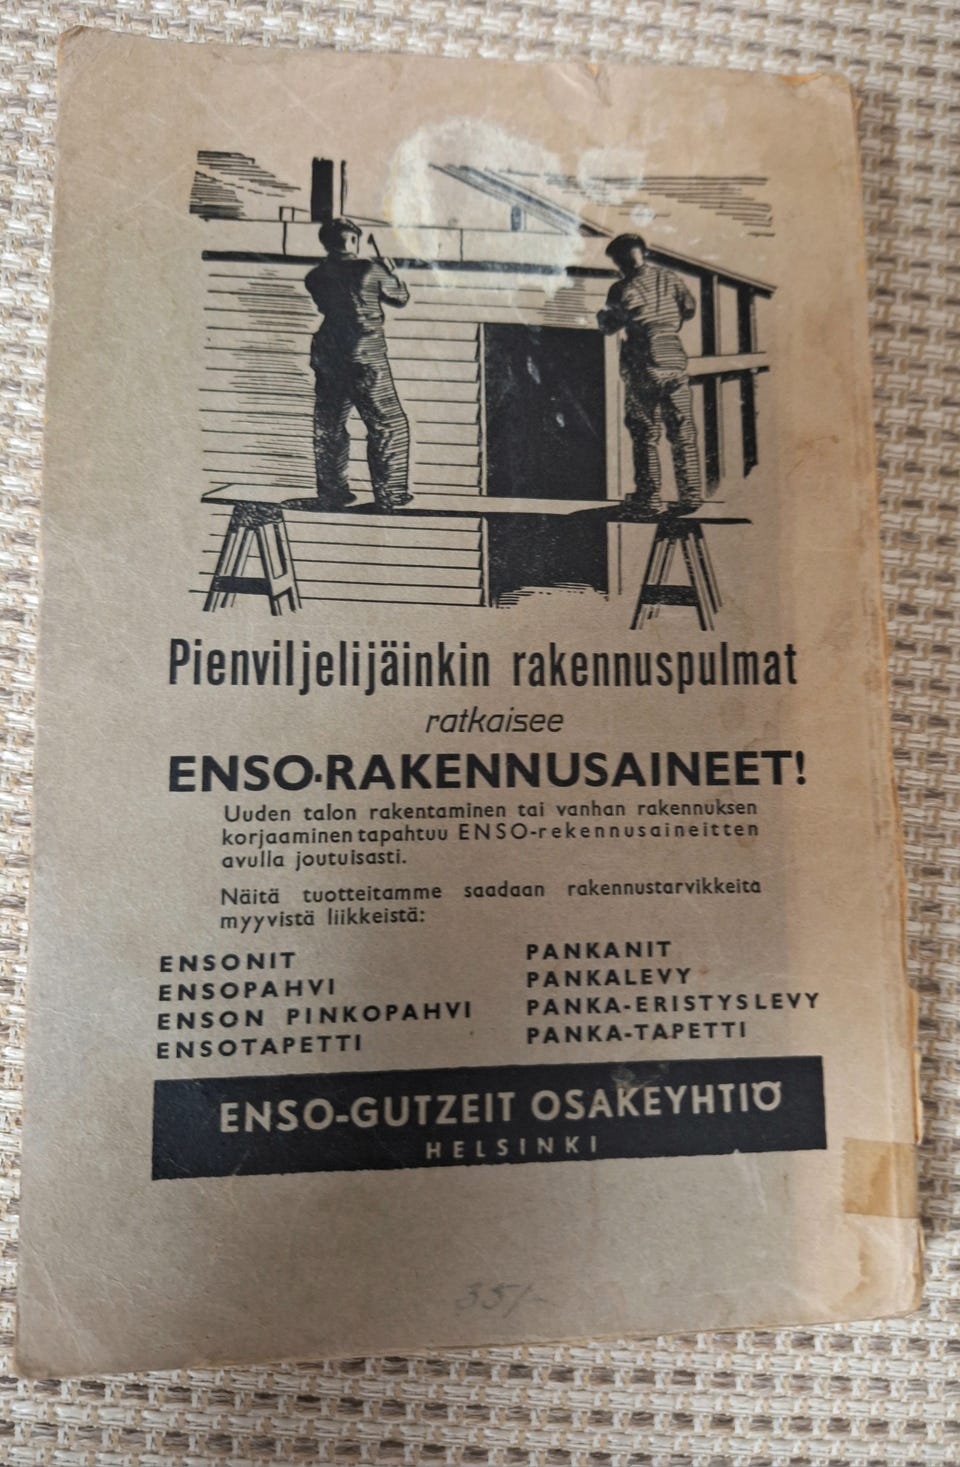 Pienviljelijäinkin rakennuspulmat
ratkaisee
ENSO-RAKENNUSAINEET!
Uuden talon rakentaminen tai vanhan rakennuksen
korjaaminen tapahtuu ENSO-rekennusaineitten
avulla joutuisasti.
Näitä tuotteitamme saadaan rakennustarvikkeita
myyvistä liikkeistä:
ENSONIT
ENSOPAHVI
ENSON PINKOPAHVI
ENSOTAPETTI
PANKANIT
PANKALEVY
PANKA-ERISTYSLEVY
PANKA-TAPETTI
ENSO-GUTZEIT OSAKEYHTIÖ
HELSINKI
35/-